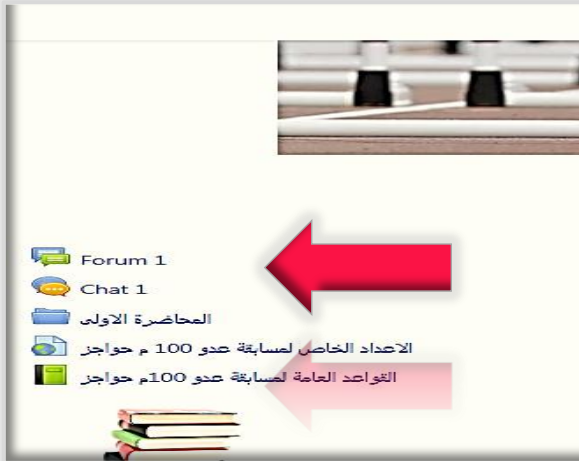 Forum 1
Chat 1
المحاضرة الاولى
الاعداد الخاص لمسابقة عدو 100 م حواجز
القواعد العامة لمسابقة عدو 100م حواجز